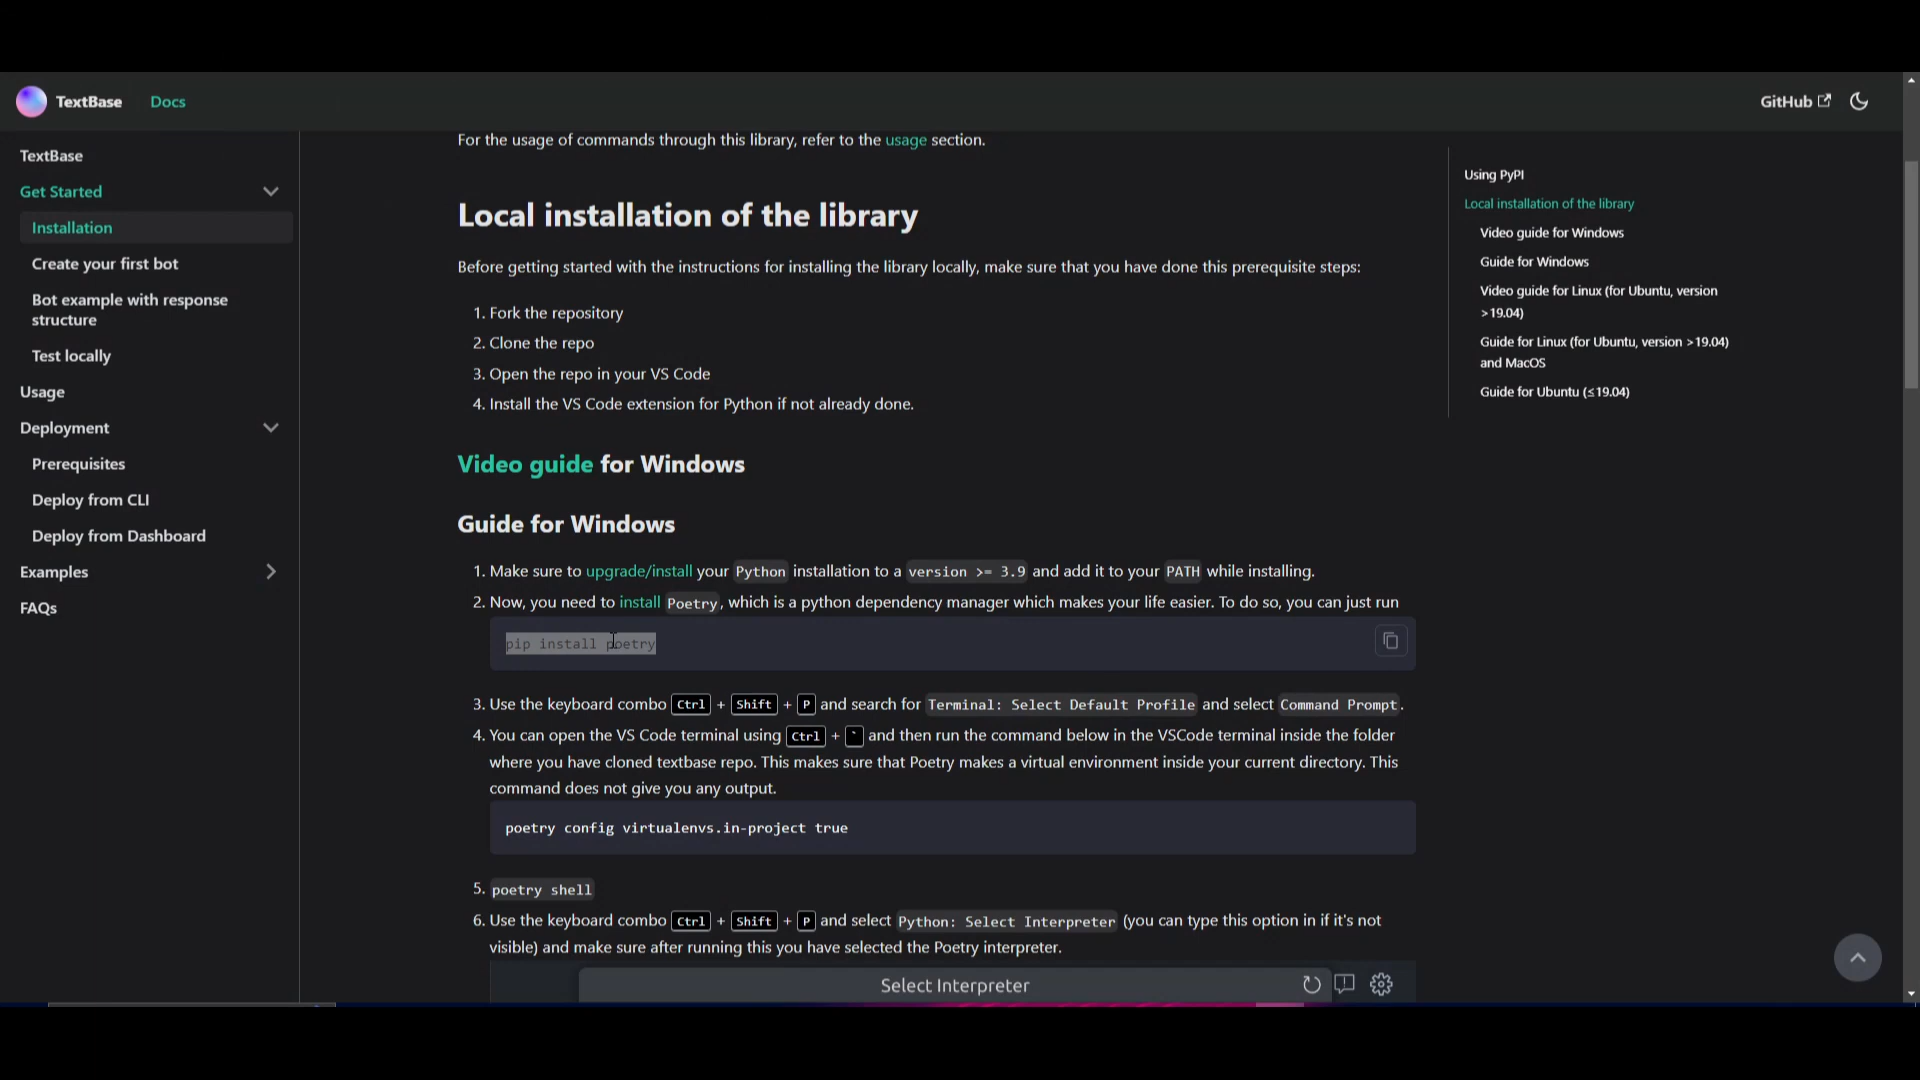 TextBase Docs GitHub
TextBase
Get Started
Installation
Create your first bot
Bot example with response
structure
Test locally
Usage
Deployment
Prerequisites
Deploy from CLI
Deploy from Dashboard
Examples
FAQs
For the usage of commands through this library, refer to the usage section.
Local installation of the library
Before getting started with the instructions for installing the library locally, make sure that you have done this prerequisite steps:
1. Fork the repository
2. Clone the repo
3. Open the repo in your VS Code
4. Install the VS Code extension for Python if not already done.
Video guide for Windows
Guide for Windows
1. Make sure to upgrade/install your Python installation to a version >= 3.9 and add it to your PATH while installing.
2. Now, you need to install Poetry, which is a python dependency manager which makes your life easier. To do so, you can just run
pip install poetry
3. Use the keyboard combo Ctrl + Shift + P and search for Terminal: Select Default Profile and select Command Prompt.
4. You can open the VS Code terminal using Ctrl + ` and then run the command below in the VSCode terminal inside the folder
where you have cloned textbase repo. This makes sure that Poetry makes a virtual environment inside your current directory. This
command does not give you any output.
poetry config virtualenvs.in-project true
5. poetry shell
6. Use the keyboard combo Ctrl + Shift + P and select Python: Select Interpreter (you can type this option in if it's not
visible) and make sure after running this you have selected the Poetry interpreter.
Select Interpreter
Using PyPI
Local installation of the library
Video guide for Windows
Guide for Windows
Video guide for Linux (for Ubuntu, version
>19.04)
Guide for Linux (for Ubuntu, version >19.04)
and MacOS
Guide for Ubuntu (≤19.04)